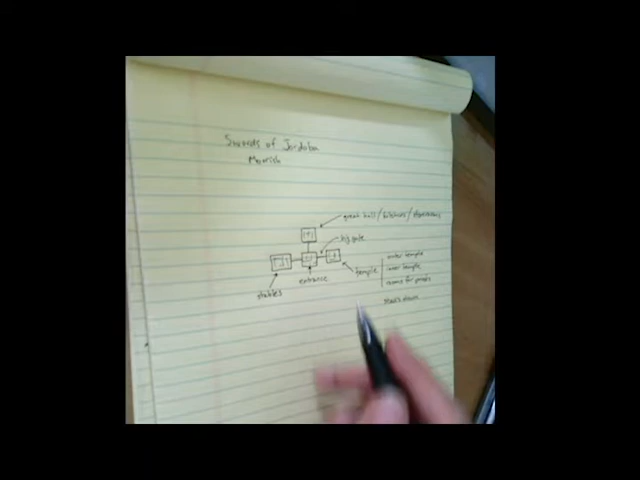 Swords of Jordoba
Moorish
great hall / kitchens /
big gate
outer temple
inner temple
temple
rooms for priests
entrance
stables
stairs down